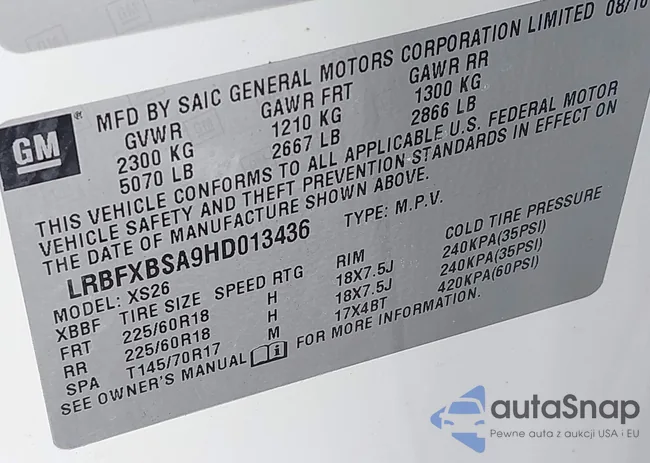 MFD BY SAIC GENERAL MOTORS CORPORATION LIMITED 08/16
GVWR GAWR FRT GAWR RR
2300 KG 1210 KG 1300 KG
5070 LB 2667 LB 2866 LB
GM ®
THIS VEHICLE CONFORMS TO ALL APPLICABLE U.S. FEDERAL MOTOR
VEHICLE SAFETY AND THEFT PREVENTION STANDARDS IN EFFECT ON
THE DATE OF MANUFACTURE SHOWN ABOVE.
LRBFXBSA9HD013436 TYPE: M.P.V.
MODEL: XS26
XBBF TIRE SIZE SPEED RTG RIM COLD TIRE PRESSURE
FRT 225/60R18 H 18X7.5J 240KPA(35PSI)
RR 225/60R18 H 18X7.5J 240KPA(35PSI)
SPA T145/70R17 M 17X4BT 420KPA(60PSI)
SEE OWNER'S MANUAL FOR MORE INFORMATION.
autaSnap
Pewne auta z aukcji USA i EU